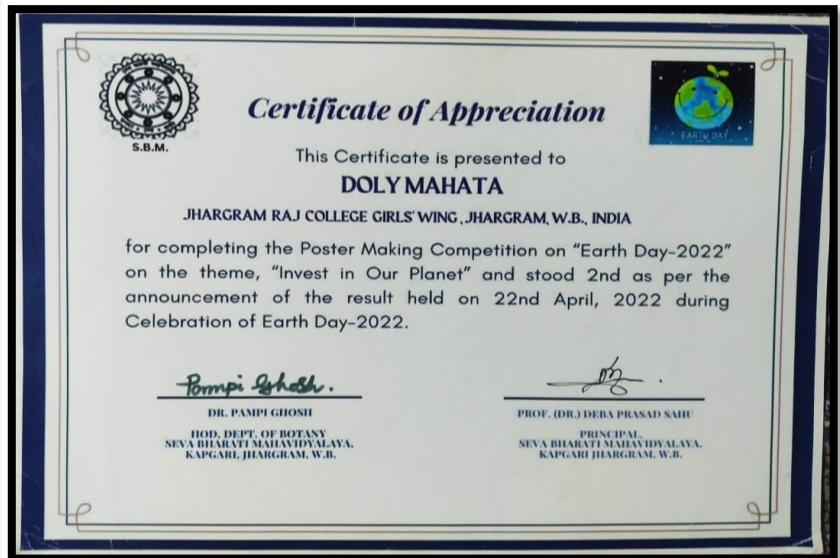 Certificate of Appreciation
S.B.M.
EARTH DAY
This Certificate is presented to
DOLY MAHATA
JHARGRAM RAJ COLLEGE GIRLS' WING, JHARGRAM, W.B., INDIA
for completing the Poster Making Competition on "Earth Day-2022"
on the theme, "Invest in Our Planet" and stood 2nd as per the
announcement of the result held on 22nd April, 2022 during
Celebration of Earth Day-2022.
Pampi Ghosh.
DR. PAMPI GHOSH
HOD, DEPT. OF BOTANY
SEVA BHARATI MAHAVIDYALAYA,
KAPGARI, JHARGRAM, W.B.
PROF. (DR.) DEBA PRASAD SAHU
PRINCIPAL,
SEVA BHARATI MAHAVIDYALAYA,
KAPGARI JHARGRAM, W.B.